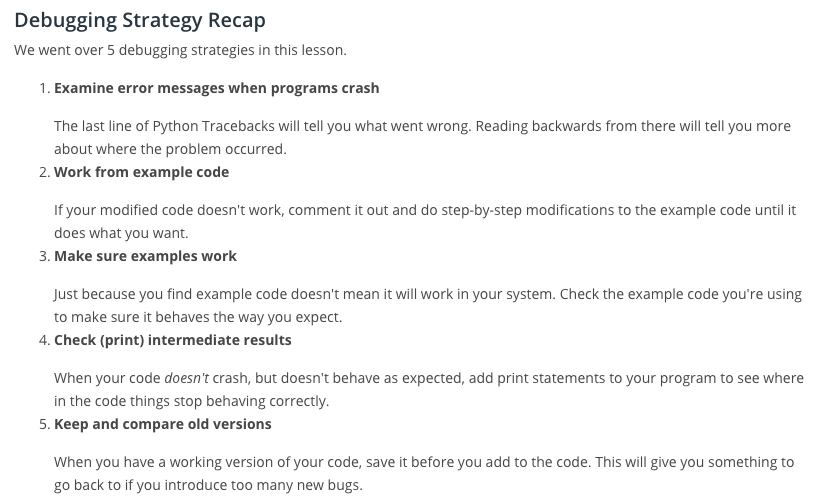 Debugging Strategy Recap
We went over 5 debugging strategies in this lesson.
1. Examine error messages when programs crash
The last line of Python Tracebacks will tell you what went wrong. Reading backwards from there will tell you more
about where the problem occurred.
2. Work from example code
If your modified code doesn't work, comment it out and do step-by-step modifications to the example code until it
does what you want.
3. Make sure examples work
Just because you find example code doesn't mean it will work in your system. Check the example code you're using
to make sure it behaves the way you expect.
4. Check (print) intermediate results
When your code doesn't crash, but doesn't behave as expected, add print statements to your program to see where
in the code things stop behaving correctly.
5. Keep and compare old versions
When you have a working version of your code, save it before you add to the code. This will give you something to
go back to if you introduce too many new bugs.